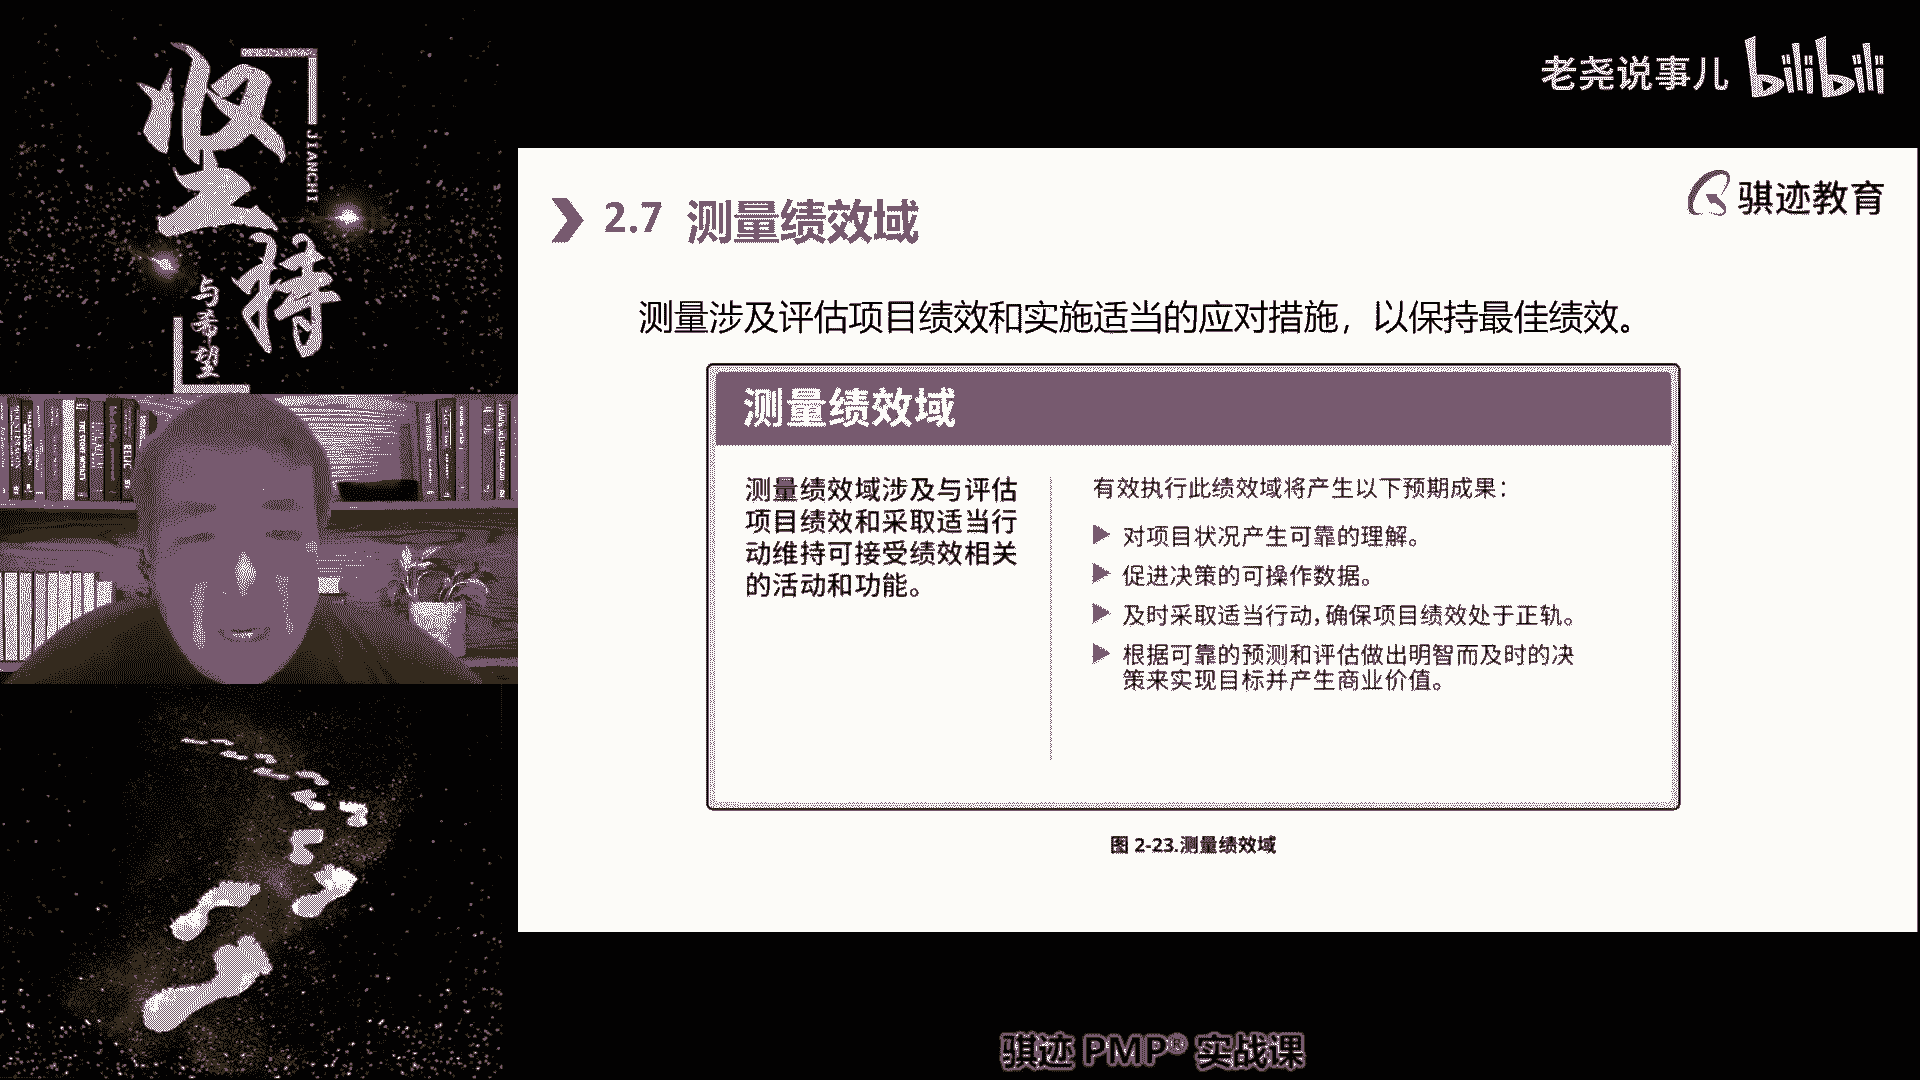 坚持
JIANCHI
与希望
老尧说事儿 bilibili
骐迹教育
2.7 测量绩效域
测量涉及评估项目绩效和实施适当的应对措施，以保持最佳绩效。
测量绩效域
测量绩效域涉及与评估
项目绩效和采取适当行
动维持可接受绩效相关
的活动和功能。
有效执行此绩效域将产生以下预期成果：
对项目状况产生可靠的理解。
促进决策的可操作数据。
及时采取适当行动，确保项目绩效处于正轨。
根据可靠的预测和评估做出明智而及时的决
策来实现目标并产生商业价值。
图 2-23.测量绩效域
骐迹 PMP® 实战课